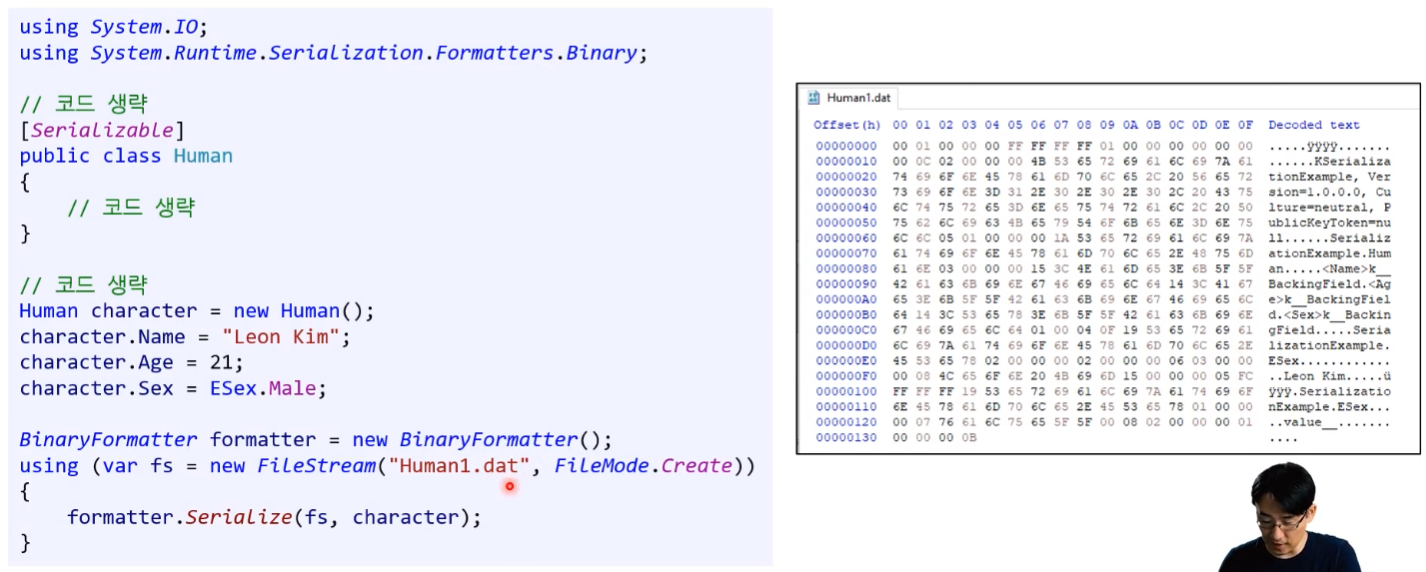 using System.IO;
using System.Runtime.Serialization.Formatters.Binary;
// 코드 생략
[Serializable]
public class Human
{
// 코드 생략
}
// 코드 생략
Human character = new Human();
character.Name = "Leon Kim";
character.Age = 21;
character.Sex = ESex.Male;
BinaryFormatter formatter = new BinaryFormatter();
using (var fs = new FileStream("Human1.dat", FileMode.Create))
{
formatter.Serialize(fs, character);
}
Human1.dat
Offset(h) 00 01 02 03 04 05 06 07 08 09 0A 0B 0C 0D 0E 0F Decoded text
00000000 00 01 00 00 00 FF FF FF FF 01 00 00 00 00 00 00 .....ÿÿÿÿ.......
00000010 00 0C 02 00 00 00 4B 53 65 72 69 61 6C 69 7A 61 ......KSerializa
00000020 74 69 6F 6E 45 78 61 6D 70 6C 65 2C 20 56 65 72 tionExample, Ver
00000030 73 69 6F 6E 3D 31 2E 30 2E 30 2E 30 2C 20 43 75 sion=1.0.0.0, Cu
00000040 6C 74 75 72 65 3D 6E 65 75 74 72 61 6C 2C 20 50 lture=neutral, P
00000050 75 62 6C 69 63 4B 65 79 54 6F 6B 65 6E 3D 6E 75 ublicKeyToken=nu
00000060 6C 6C 05 01 00 00 00 1A 53 65 72 69 61 6C 69 7A ll......Serializ
00000070 61 74 69 6F 6E 45 78 61 6D 70 6C 65 2E 48 75 6D ationExample.Hum
00000080 61 6E 03 00 00 00 15 3C 4E 61 6D 65 3E 6B 5F 5F an.....<Name>k__
00000090 42 61 63 6B 69 6E 67 46 69 65 6C 64 14 3C 41 67 BackingField.<Ag
000000A0 65 3E 6B 5F 5F 42 61 63 6B 69 6E 67 46 69 65 6C e>k__BackingFiel
000000B0 64 14 3C 53 65 78 3E 6B 5F 5F 42 61 63 6B 69 6E d.<Sex>k__Backin
000000C0 67 46 69 65 6C 64 01 00 04 0F 19 53 65 72 69 61 gField.....Seria
000000D0 6C 69 7A 61 74 69 6F 6E 45 78 61 6D 70 6C 65 2E lizationExample.
000000E0 45 53 65 78 02 00 00 00 02 00 00 00 06 03 00 00 ESex............
000000F0 00 08 4C 65 6F 6E 20 4B 69 6D 15 00 00 00 05 FC ..Leon Kim.....ü
00000100 FF FF FF 19 53 65 72 69 61 6C 69 7A 61 74 69 6F ÿÿÿ.Serializatio
00000110 6E 45 78 61 6D 70 6C 65 2E 45 53 65 78 01 00 00 nExample.ESex...
00000120 00 07 76 61 6C 75 65 5F 5F 00 08 02 00 00 00 01 ..value__.......
00000130 00 00 00 0B ....